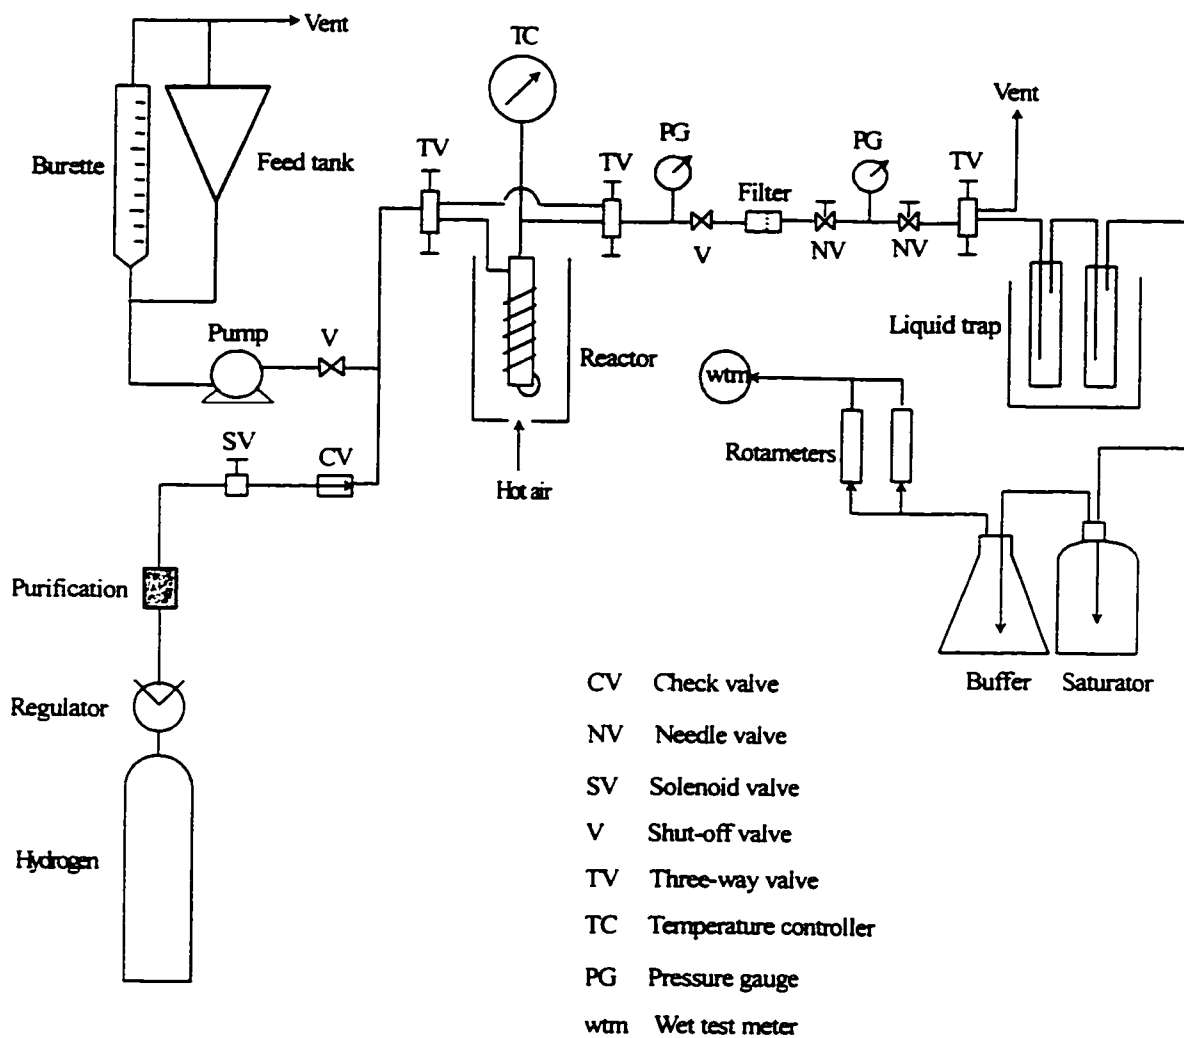 Vent
TC
Vent
PG
PG
TV
TV
TV
Burette
Feed tank
Filter
V
NV
NV
Pump
V
Liquid trap
Reactor
wtm
SV
CV
Rotameters
Hot air
Purification
Regulator
Buffer
Saturator
Hydrogen
CV Check valve
NV Needle valve
SV Solenoid valve
V Shut-off valve
TV Three-way valve
TC Temperature controller
PG Pressure gauge
wtm Wet test meter